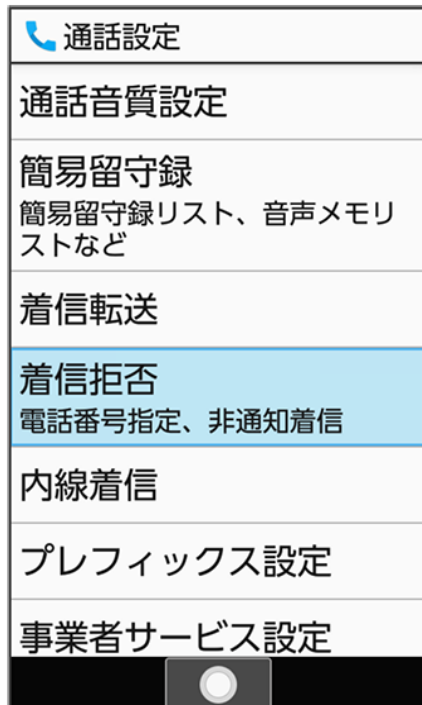 通話設定
通話音質設定
簡易留守録
簡易留守録リスト、音声メモリ
ストなど
着信転送
着信拒否
電話番号指定、非通知着信
内線着信
プレフィックス設定
事業者サービス設定